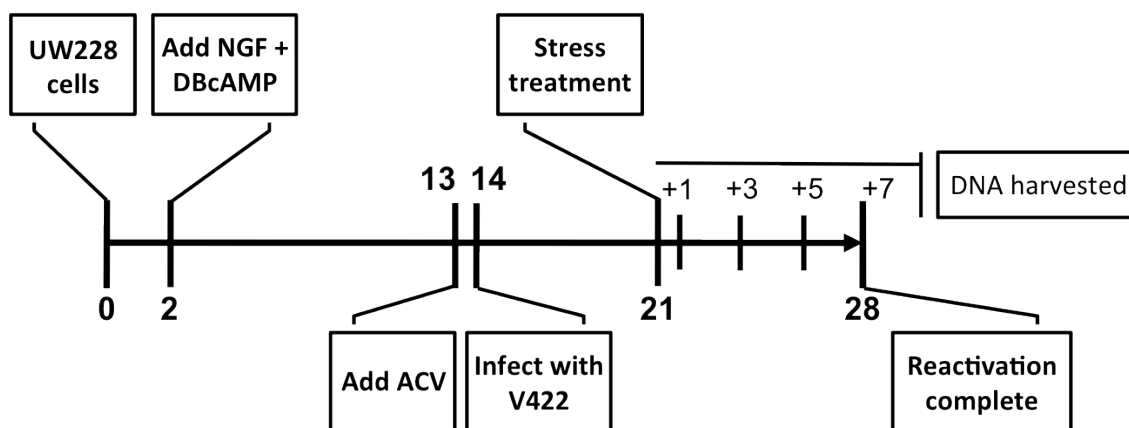 UW228
cells
Add NGF +
DBcAMP
Stress
treatment
13 14
+1 +3 +5 +7
DNA harvested
0 2 21 28
Add ACV
Infect with
V422
Reactivation
complete